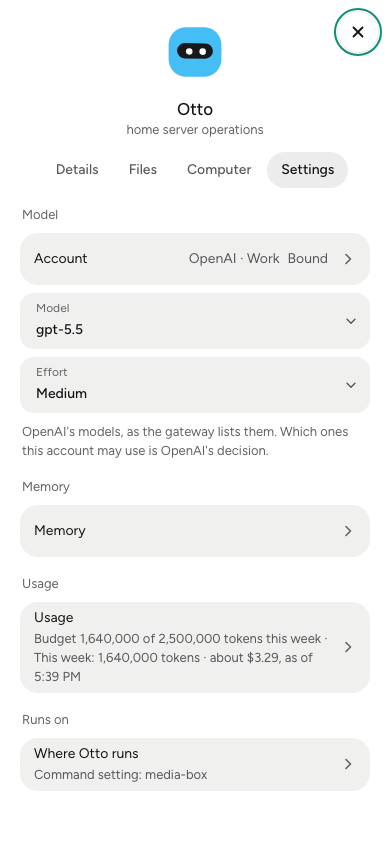 Otto
home server operations
Details Files Computer Settings
Model
Account OpenAI · Work Bound
Model
gpt-5.5
Effort
Medium
OpenAI's models, as the gateway lists them. Which ones
this account may use is OpenAI's decision.
Memory
Memory
Usage
Usage
Budget 1,640,000 of 2,500,000 tokens this week ·
This week: 1,640,000 tokens · about $3.29, as of
5:39 PM
Runs on
Where Otto runs
Command setting: media-box